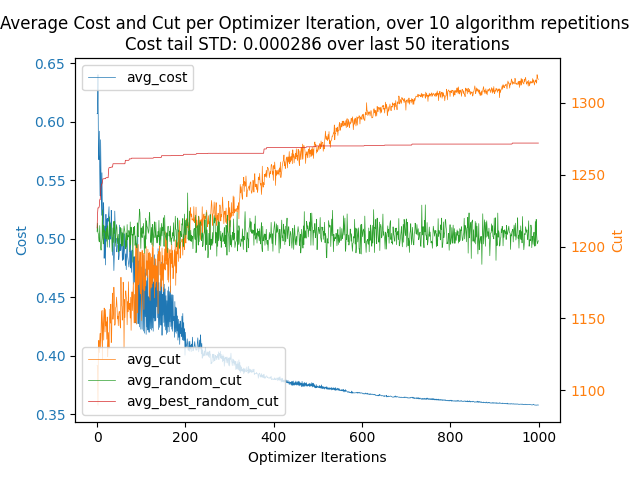 Average Cost and Cut per Optimizer Iteration, over 10 algorithm repetitions
Cost tail STD: 0.000286 over last 50 iterations
0.65
0.60
0.55
0.50
0.45
0.40
0.35
Cost
avg_cost
avg_cut
avg_random_cut
avg_best_random_cut
1300
1250
1200
1150
1100
Cut
0
200
400
600
800
1000
Optimizer Iterations